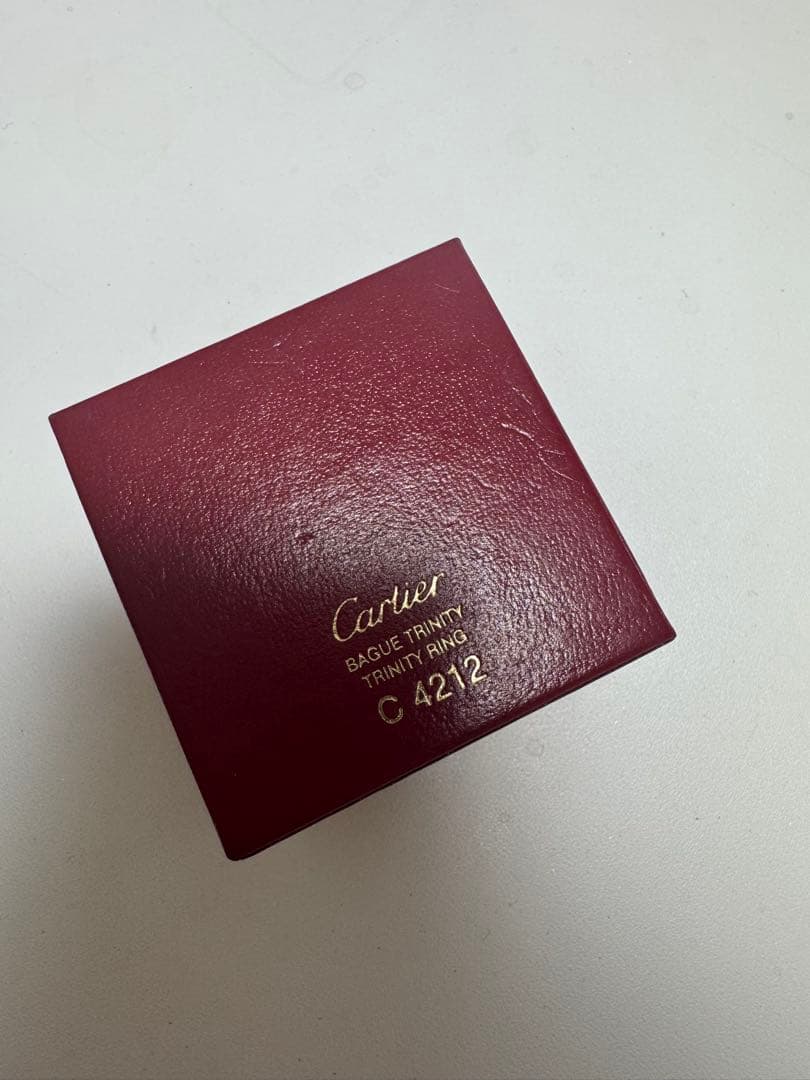 Cartier
BAGUE TRINITY
TRINITY RING
C 4212